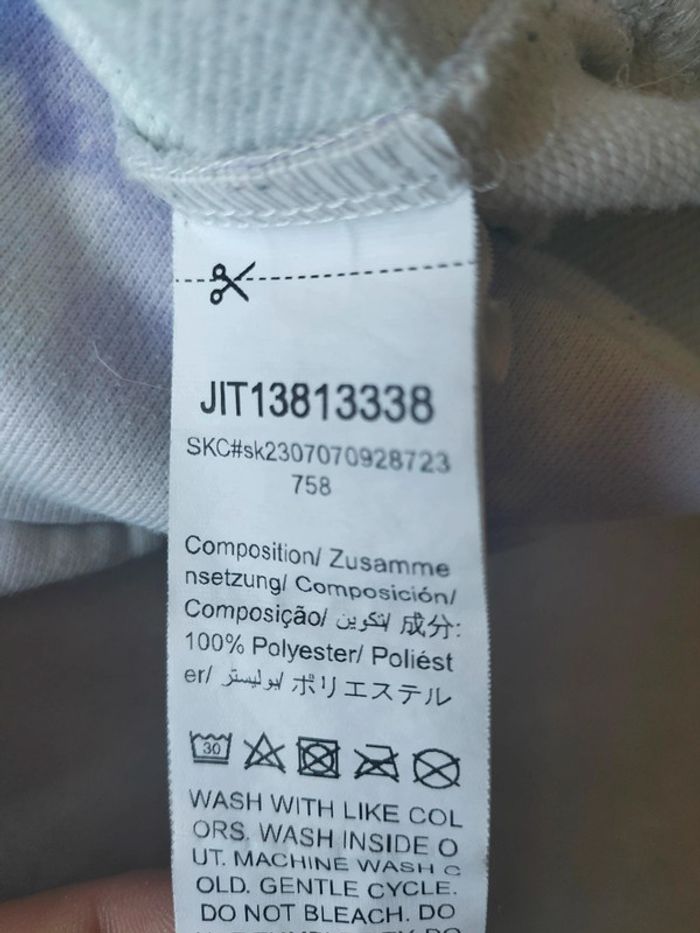 JIT13813338
SKC#sk2307070928723
758
Composition/ Zusamme
nsetzung/ Composición/
Composição/ تكوين/ 成分:
100% Polyester/ Poliést
er/ بوليستر/ ポリエステル
30
WASH WITH LIKE COL
ORS. WASH INSIDE O
UT. MACHINE WASH C
OLD. GENTLE CYCLE.
DO NOT BLEACH. DO